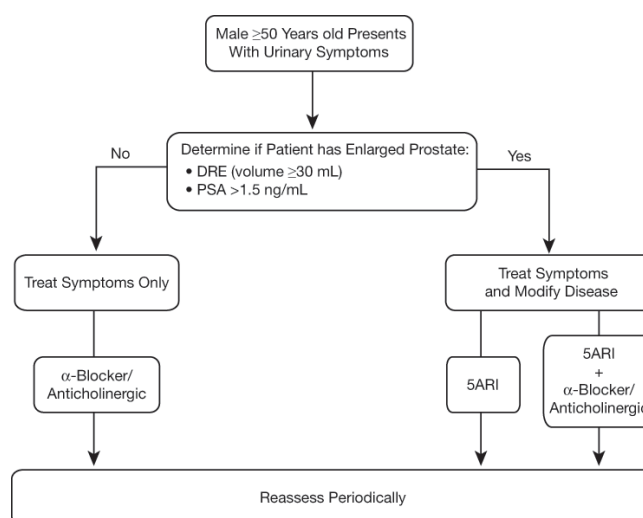 Male ≥50 Years old Presents
With Urinary Symptoms
Determine if Patient has Enlarged Prostate:
• DRE (volume ≥30 mL)
• PSA >1.5 ng/mL
No
Yes
Treat Symptoms Only
Treat Symptoms
and Modify Disease
α-Blocker/
Anticholinergic
5ARI
5ARI
+
α-Blocker/
Anticholinergic
Reassess Periodically